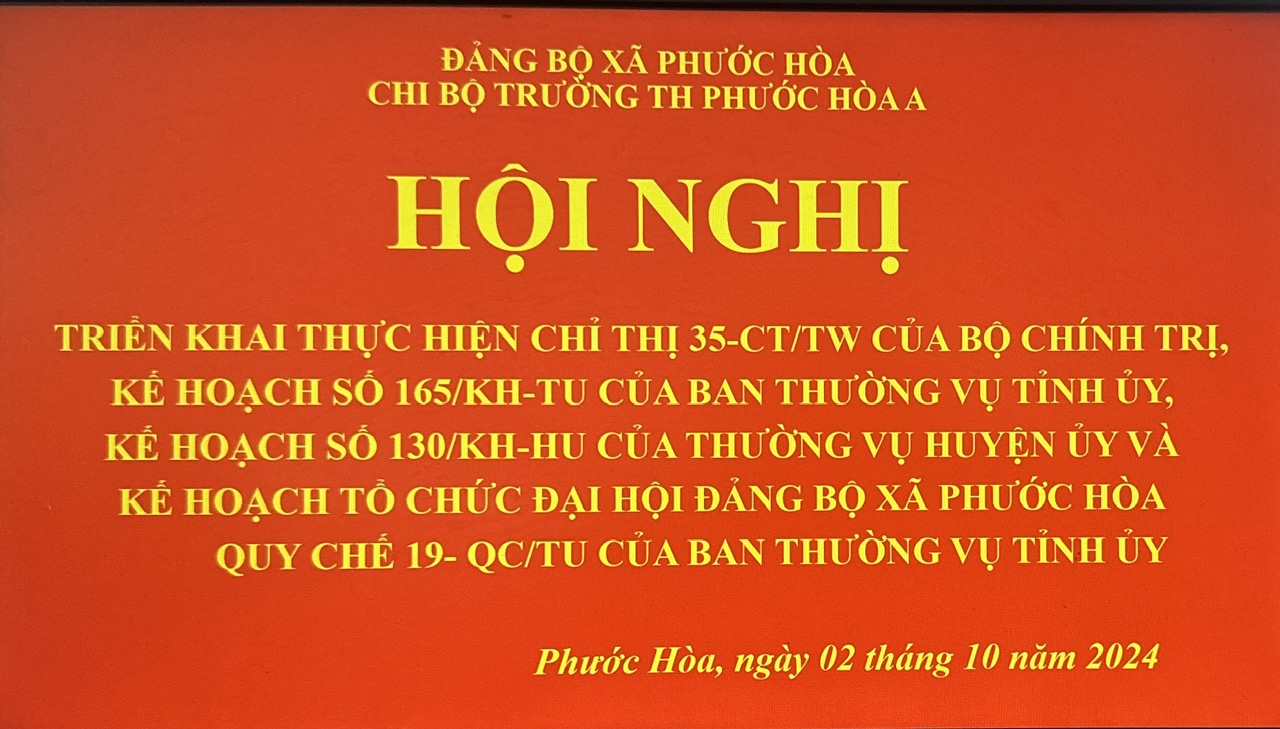 ĐẢNG BỘ XÃ PHƯỚC HÒA
CHI BỘ TRƯỜNG TH PHƯỚC HÒA A
HỘI NGHỊ
TRIỂN KHAI THỰC HIỆN CHỈ THỊ 35-CT/TW CỦA BỘ CHÍNH TRỊ,
KẾ HOẠCH SỐ 165/KH-TU CỦA BAN THƯỜNG VỤ TỈNH ỦY,
KẾ HOẠCH SỐ 130/KH-HU CỦA THƯỜNG VỤ HUYỆN ỦY VÀ
KẾ HOẠCH TỔ CHỨC ĐẠI HỘI ĐẢNG BỘ XÃ PHƯỚC HÒA
QUY CHẾ 19- QC/TU CỦA BAN THƯỜNG VỤ TỈNH ỦY
Phước Hòa, ngày 02 tháng 10 năm 2024